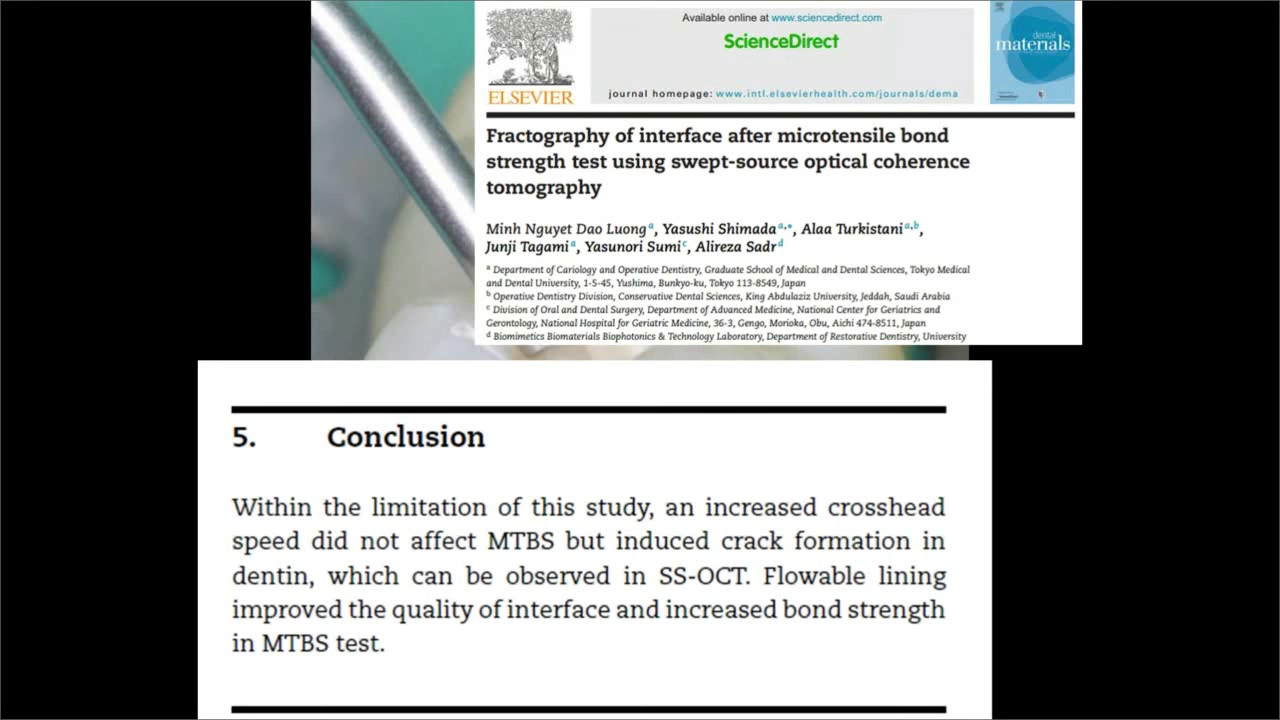 Available online at www.sciencedirect.com
ScienceDirect
dental
materials
ELSEVIER
journal homepage: www.intl.elsevierhealth.com/journals/dema
Fractography of interface after microtensile bond
strength test using swept-source optical coherence
tomography
Minh Nguyet Dao Luong a, Yasushi Shimada a,*, Alaa Turkistani a,b,
Junji Tagami a, Yasunori Sumi c, Alireza Sadr d
a Department of Cariology and Operative Dentistry, Graduate School of Medical and Dental Sciences, Tokyo Medical
and Dental University, 1-5-45, Yushima, Bunkyo-ku, Tokyo 113-8549, Japan
b Operative Dentistry Division, Conservative Dental Sciences, King Abdulaziz University, Jeddah, Saudi Arabia
c Division of Oral and Dental Surgery, Department of Advanced Medicine, National Center for Geriatrics and
Gerontology, National Hospital for Geriatric Medicine, 36-3, Gengo, Morioka, Obu, Aichi 474-8511, Japan
d Biomimetics Biomaterials Biophotonics & Technology Laboratory, Department of Restorative Dentistry, University
5. Conclusion
Within the limitation of this study, an increased crosshead
speed did not affect MTBS but induced crack formation in
dentin, which can be observed in SS-OCT. Flowable lining
improved the quality of interface and increased bond strength
in MTBS test.